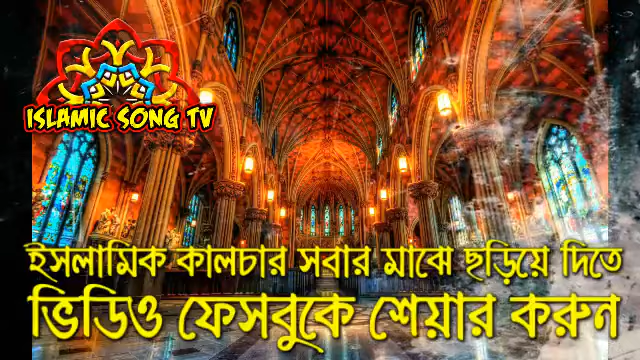 ISLAMIC SONG TV
ইসলামিক কালচার সবার মাঝে ছড়িয়ে দিতে
ভিডিও ফেসবুকে শেয়ার করুন